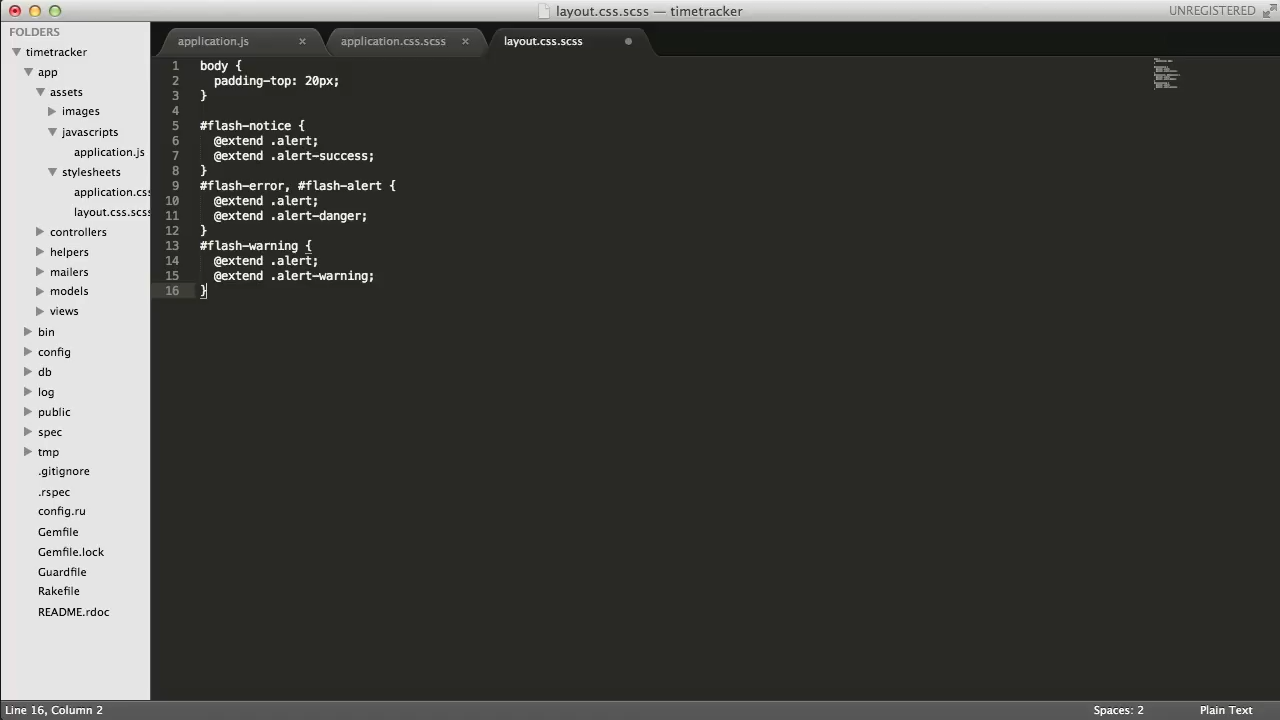 layout.css.scss — timetracker
UNREGISTERED
FOLDERS
timetracker
app
assets
images
javascripts
application.js
stylesheets
application.css
layout.css.scss
controllers
helpers
mailers
models
views
bin
config
db
log
public
spec
tmp
.gitignore
.rspec
config.ru
Gemfile
Gemfile.lock
Guardfile
Rakefile
README.rdoc
application.js ×
application.css.scss ×
layout.css.scss
1 body {
2   padding-top: 20px;
3 }
4
5 #flash-notice {
6   @extend .alert;
7   @extend .alert-success;
8 }
9 #flash-error, #flash-alert {
10   @extend .alert;
11   @extend .alert-danger;
12 }
13 #flash-warning {
14   @extend .alert;
15   @extend .alert-warning;
16 }
Line 16, Column 2
Spaces: 2
Plain Text